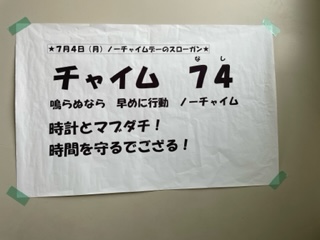 ★7月4日（月）ノーチャイムデーのスローガン★
なし
チャイム 74
鳴らぬなら 早めに行動 ノーチャイム
時計とマブダチ！
時間を守るでござる！